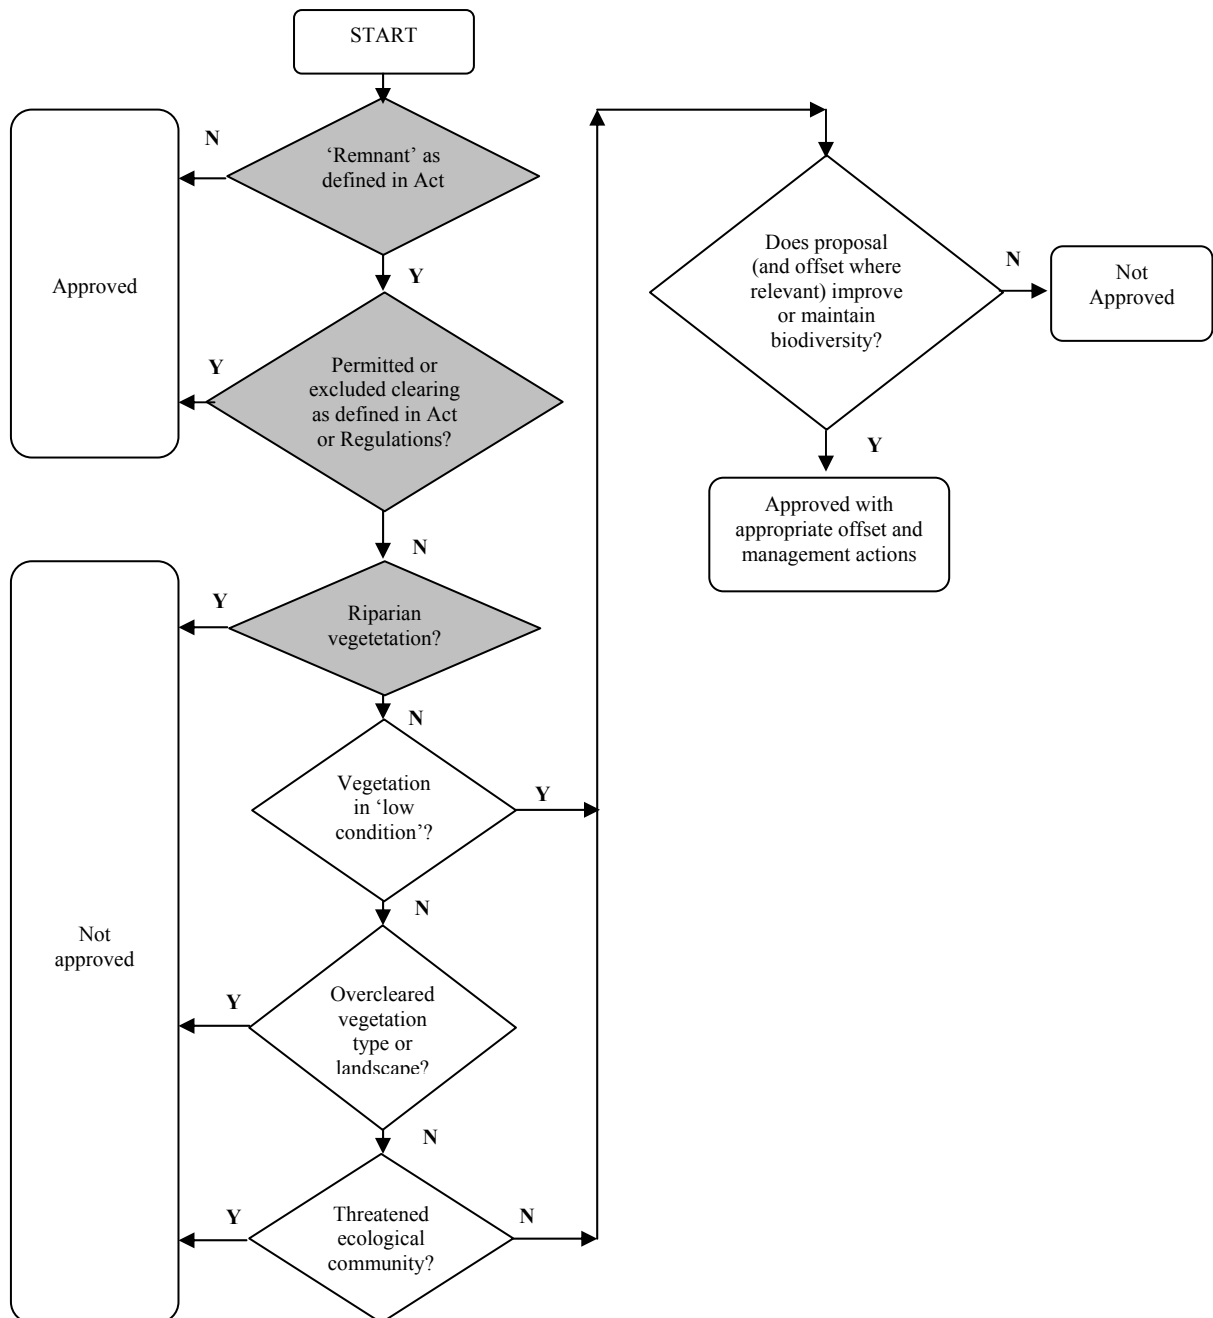 START
N
‘Remnant’ as
defined in Act
Approved
Y
Y
Permitted or
excluded clearing
as defined in Act
or Regulations?
N
Y
Riparian
vegetetation?
N
Vegetation
in ‘low
condition’?
Y
N
Not
approved
Y
Overcleared
vegetation
type or
landscape?
N
Y
Threatened
ecological
community?
N
Does proposal
(and offset where
relevant) improve
or maintain
biodiversity?
N
Not
Approved
Y
Approved with
appropriate offset and
management actions